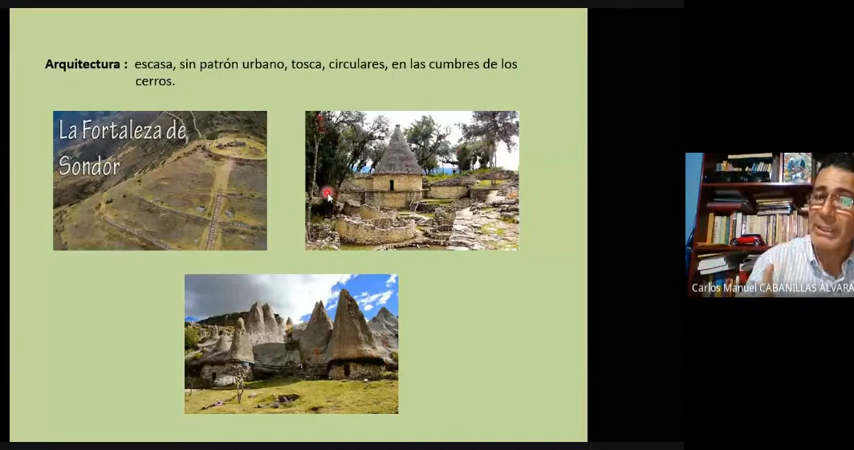 Arquitectura : escasa, sin patrón urbano, tosca, circulares, en las cumbres de los
cerros.
La Fortaleza de
Sondor
Carlos Manuel CABANILLAS ALVARA